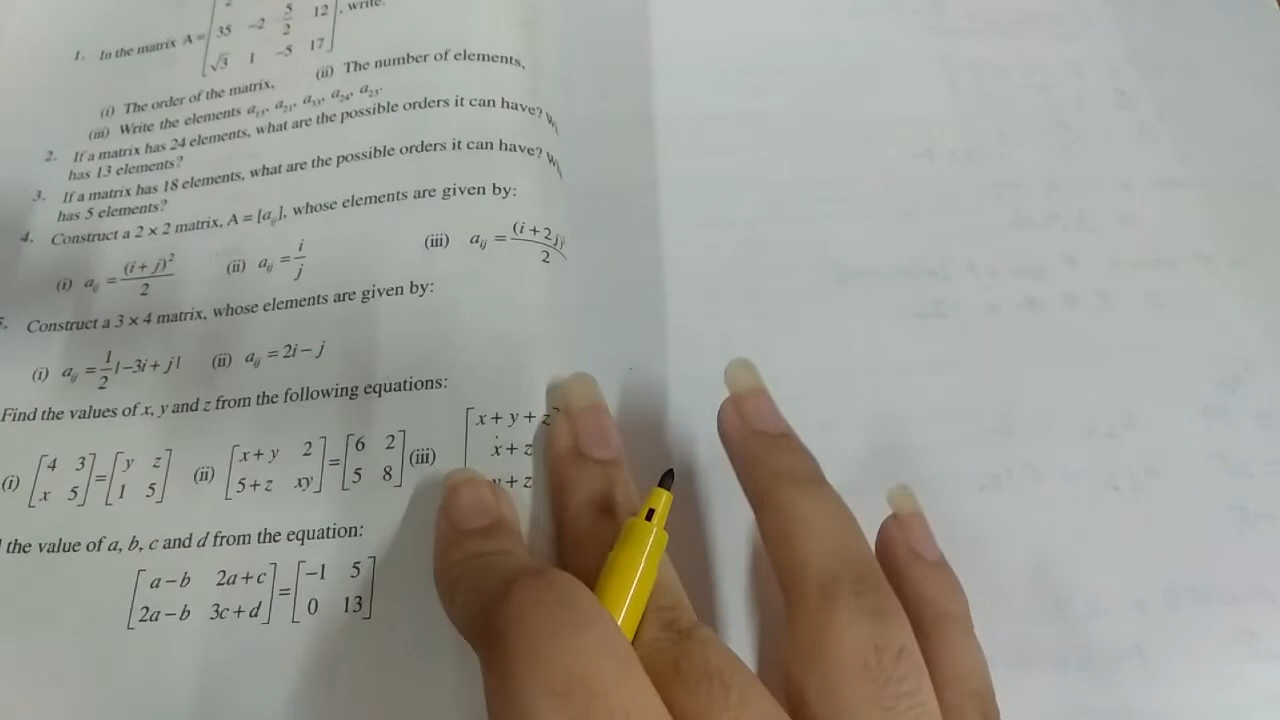 5/2 12
35 -2
1. In the matrix A = , write:
√3 1 -5 17
(i) The order of the matrix, (ii) The number of elements,
(iii) Write the elements a₁₃, a₂₁, a₃₃, a₂₄, a₂₃.
2. If a matrix has 24 elements, what are the possible orders it can have?
has 13 elements?
3. If a matrix has 18 elements, what are the possible orders it can have?
has 5 elements?
4. Construct a 2 × 2 matrix, A = [aᵢⱼ], whose elements are given by:
(i) aᵢⱼ = (i + j)²/2 (ii) aᵢⱼ = i/j (iii) aᵢⱼ = (i + 2j)²/2
Construct a 3 × 4 matrix, whose elements are given by:
(i) aᵢⱼ = 1/2 |-3i + j| (ii) aᵢⱼ = 2i - j
Find the values of x, y and z from the following equations:
(i) [4 3; x 5] = [y z; 1 5] (ii) [x + y 2; 5 + z xy] = [6 2; 5 8] (iii) [x + y + z; x + z; y + z
the value of a, b, c and d from the equation:
[a - b 2a + c; 2a - b 3c + d] = [-1 5; 0 13]